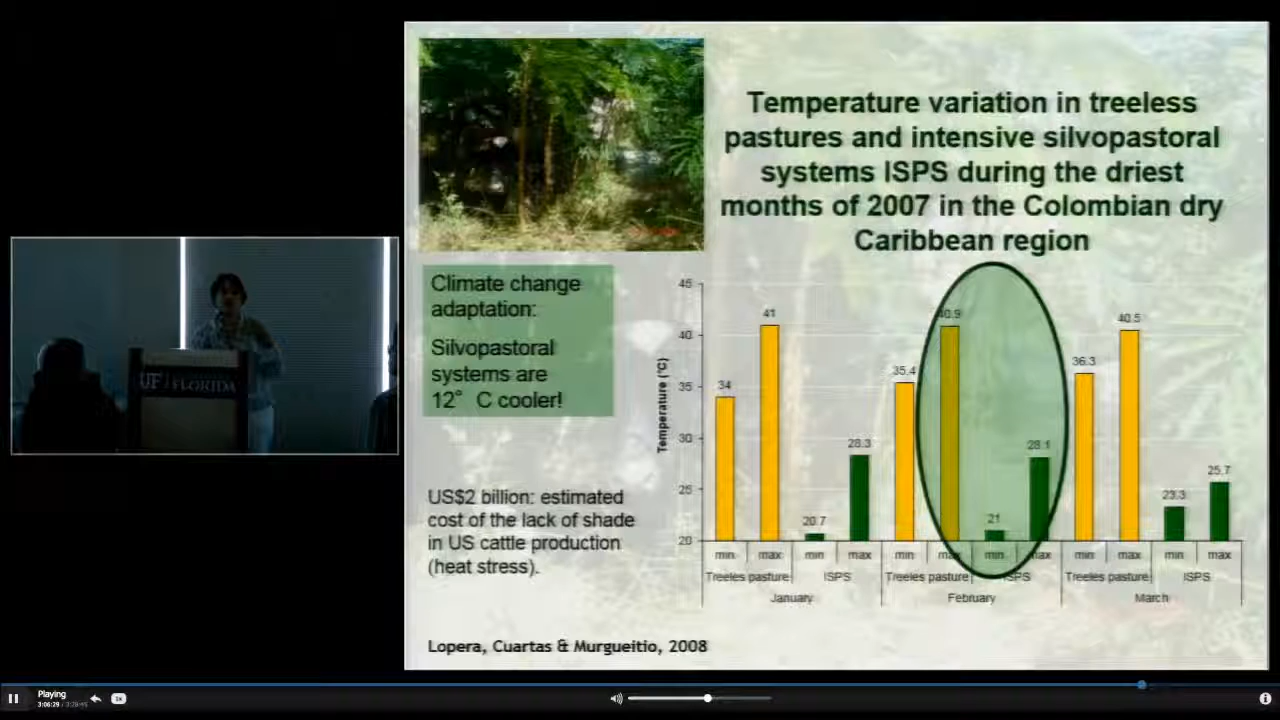 Temperature variation in treeless
pastures and intensive silvopastoral
systems ISPS during the driest
months of 2007 in the Colombian dry
Caribbean region
Climate change
adaptation:
Silvopastoral
systems are
12° C cooler!
US$2 billion: estimated
cost of the lack of shade
in US cattle production
(heat stress).
Temperature (°C)
45
40
35
30
25
20
34
41
20.7
28.3
35.4
40.9
21
28.1
36.3
40.5
23.3
25.7
min max min max min max min max min max min max
Treeles pasture ISPS Treeles pasture ISPS Treeles pasture ISPS
January February March
Lopera, Cuartas & Murgueitio, 2008
UF FLORIDA
Playing
3:06:29
1x